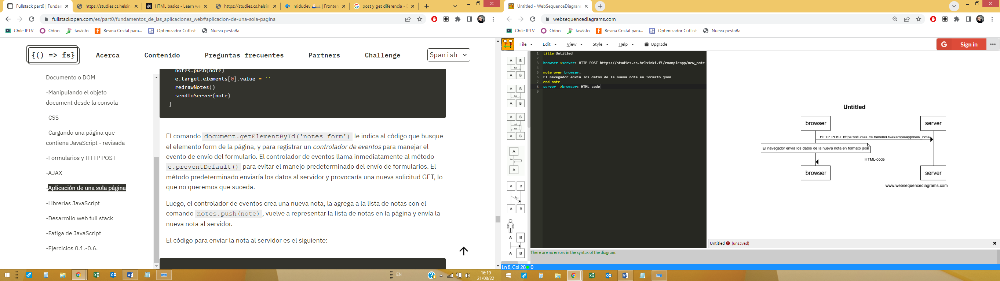 Fullstack part0 | Fundar
https://studies.cs.helsin
HTML basics - Learn we
https://studies.cs.helsin
midudev | Fronten
post y get diferencia - B
fullstackopen.com/es/part0/fundamentos_de_las_aplicaciones_web#aplicacion-de-una-sola-pagina
Chile IPTV
Odoo
tawk.to
Resina Cristal para...
Optimizador CutList
Nueva pestaña
{() => fs}
Acerca
Contenido
Preguntas frecuentes
Partners
Challenge
Spanish
Documento o DOM
-Manipulando el objeto
document desde la consola
-CSS
-Cargando una página que
contiene JavaScript - revisada
-Formularios y HTTP POST
-AJAX
-Aplicación de una sola página
-Librerías JavaScript
-Desarrollo web full stack
-Fatiga de JavaScript
-Ejercicios 0.1.-0.6.
notes.push(note)
e.target.elements[0].value = ''
redrawNotes()
sendToServer(note)
}
El comando document.getElementById('notes_form') le indica al código que busque
el elemento form de la página, y para registrar un controlador de eventos para manejar el
evento de envío del formulario. El controlador de eventos llama inmediatamente al método
e.preventDefault() para evitar el manejo predeterminado del envío de formularios. El
método predeterminado enviaría los datos al servidor y provocaría una nueva solicitud GET, lo
que no queremos que suceda.
Luego, el controlador de eventos crea una nueva nota, la agrega a la lista de notas con el
comando notes.push(note) , vuelve a representar la lista de notas en la página y envía la
nueva nota al servidor.
El código para enviar la nota al servidor es el siguiente:
EN
16:19
21/08/22
Untitled - WebSequenceDiagram
websequencediagrams.com
Chile IPTV
Odoo
tawk.to
Resina Cristal para...
Optimizador CutList
Nueva pestaña
File
Edit
View
Style
Help
Upgrade
G Sign in
A B
text
A B
A B
text
A B
A B
text
text
A B
A
text
A
A B
text
A B
A B
A B
1 title Untitled
2
3 browser->server: HTTP POST https://studies.cs.helsinki.fi/exampleapp/new_note
4
5 note over browser:
6 El navegador envia los datos de la nueva nota en formato json
7 end note
8 server-->browser: HTML-code
9
Untitled
browser
server
HTTP POST https://studies.cs.helsinki.fi/exampleapp/new_note
El navegador envia los datos de la nueva nota en formato json
HTML-code
browser
server
www.websequencediagrams.com
Untitled (unsaved)
There are no errors in the syntax of the diagram.
Ln 8, Col 28 0